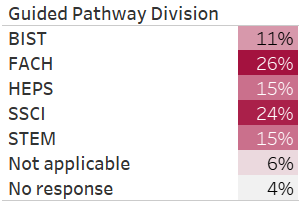 Guided Pathway Division
BIST 11%
FACH 26%
HEPS 15%
SSCI 24%
STEM 15%
Not applicable 6%
No response 4%